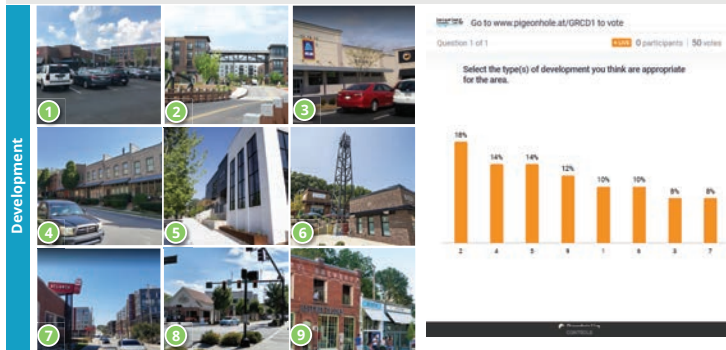 Development
1
2
3
4
5
6
7
8
9
Go to www.pigeonhole.at/GRCD1 to vote
Question 1 of 1
LIVE 0 participants | 50 votes
Select the type(s) of development you think are appropriate
for the area.
18%
14%
14%
12%
10%
10%
8%
8%
2 4 5 9 1 6 3 7